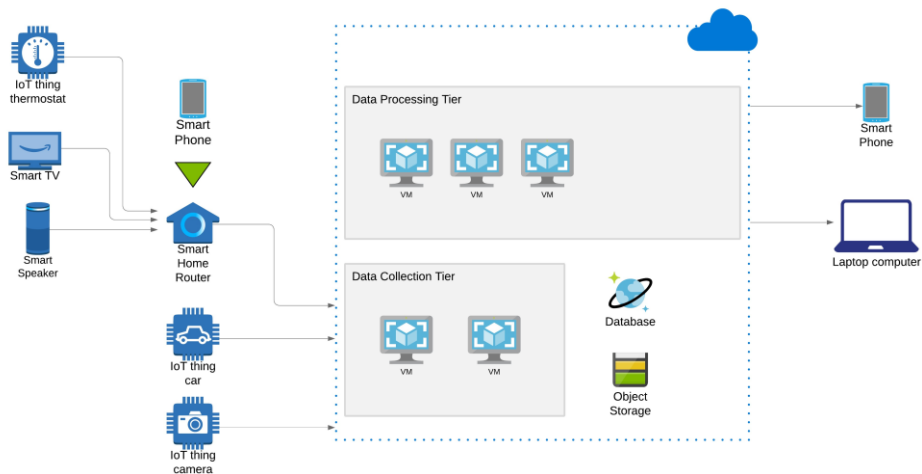 IoT thing
thermostat
Smart TV
Smart
Speaker
Smart
Phone
Smart
Home
Router
IoT thing
car
IoT thing
camera
Data Processing Tier
VM
VM
VM
Data Collection Tier
VM
VM
Database
Object
Storage
Smart
Phone
Laptop computer